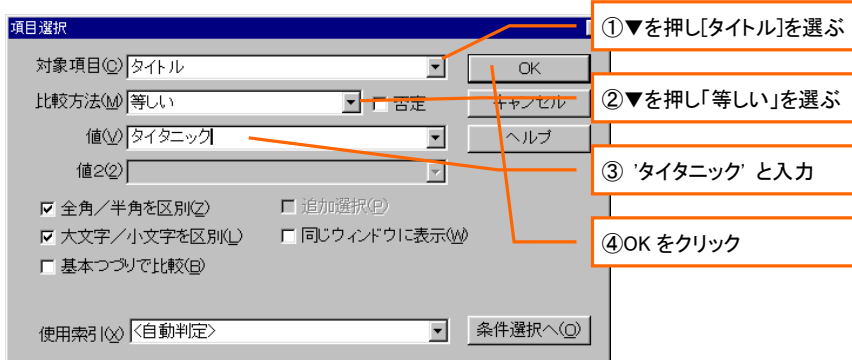 項目選択
対象項目(C) タイトル
OK
比較方法(M) 等しい
否定
キャンセル
値(V) タイタニック
ヘルプ
値2(2)
全角/半角を区別(Z)
追加選択(P)
大文字/小文字を区別(L)
同じウィンドウに表示(W)
基本つづりで比較(B)
使用索引(X) <自動判定>
条件選択へ(O)
①▼を押し[タイトル]を選ぶ
②▼を押し「等しい」を選ぶ
③ ’タイタニック’ と入力
④OK をクリック